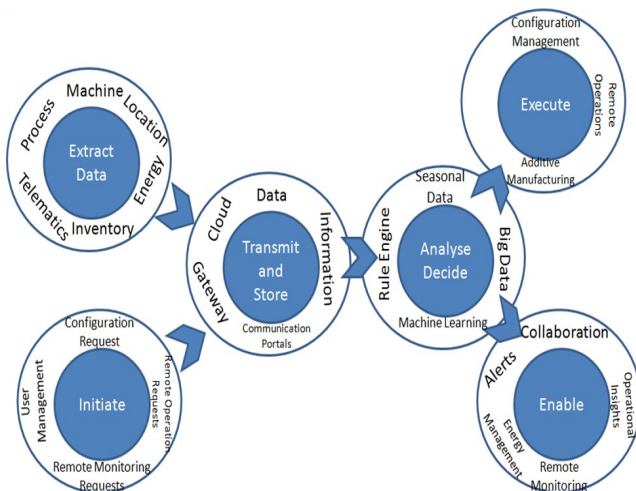 Machine
Location
Process
Extract
Data
Energy
Telematics
Inventory
Configuration
Request
User
Management
Initiate
Remote Operation
Requests
Remote Monitoring
Requests
Data
Cloud
Information
Transmit
and
Store
Gateway
Communication
Portals
Seasonal
Data
Rule Engine
Analyse
Decide
Big Data
Machine Learning
Configuration
Management
Execute
Remote
Operations
Additive
Manufacturing
Collaboration
Alerts
Enable
Operational
Insights
Energy
Management
Remote
Monitoring